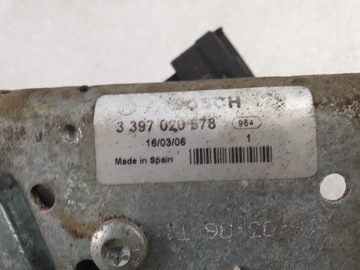 BOSCH
3 397 020 578 964
16/03/06 1
Made in Spain